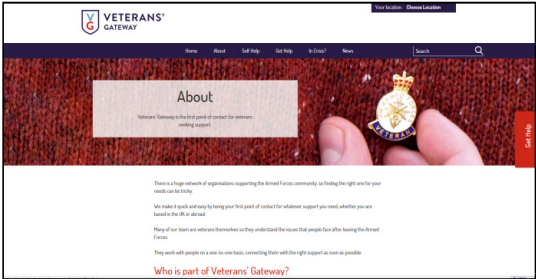 Your location: Choose Location
VETERANS'
GATEWAY
VG
Home About Self Help Get Help In Crisis? News Search
About
Veterans' Gateway is the first point of contact for veterans
seeking support.
VETERAN
Get Help
There is a huge network of organisations supporting the Armed Forces community, so finding the right one for your
needs can be tricky.
We make it quick and easy by being your first point of contact for whatever support you need, whether you are
based in the UK or abroad.
Many of our team are veterans themselves so they understand the issues that people face after leaving the Armed
Forces.
They work with people on a one-to-one basis, connecting them with the right support as soon as possible
Who is part of Veterans' Gateway?